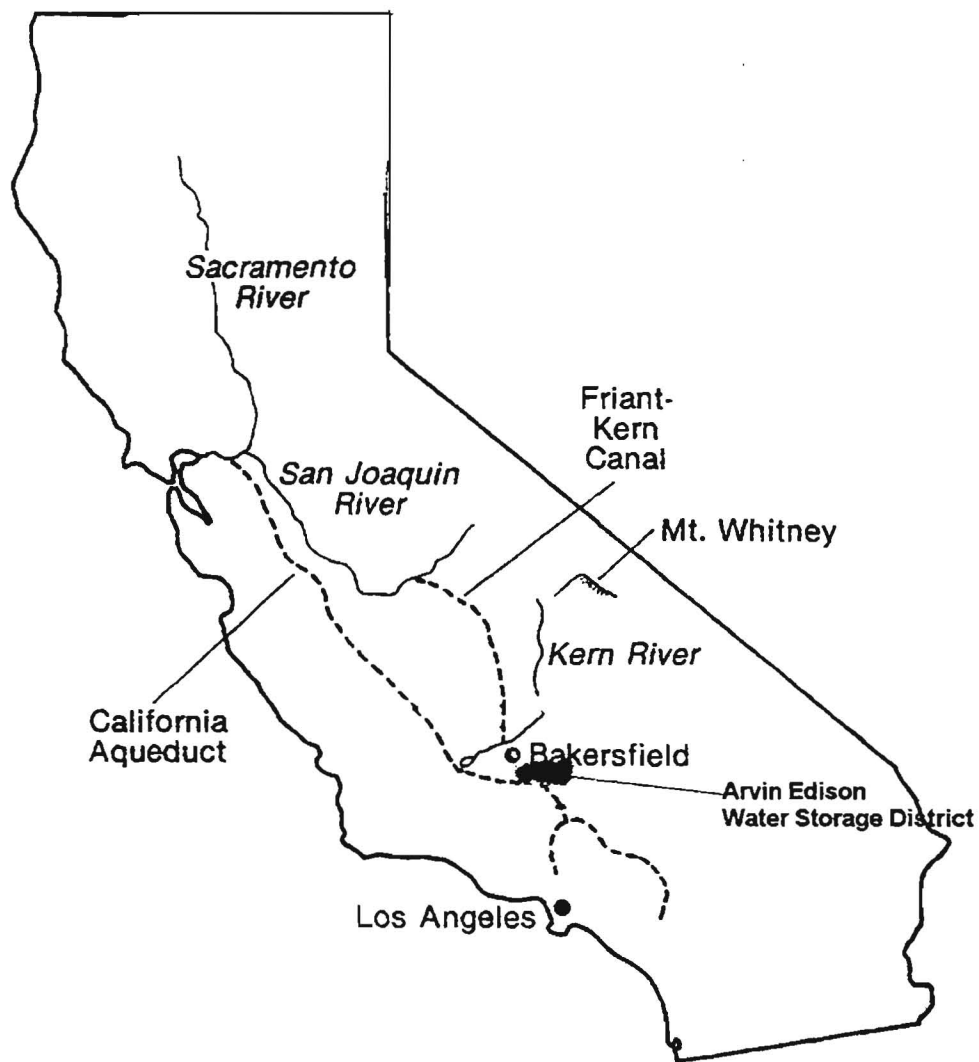 Sacramento
River
Friant-
Kern
Canal
San Joaquin
River
Mt. Whitney
Kern River
California
Aqueduct
Bakersfield
Arvin Edison
Water Storage District
Los Angeles